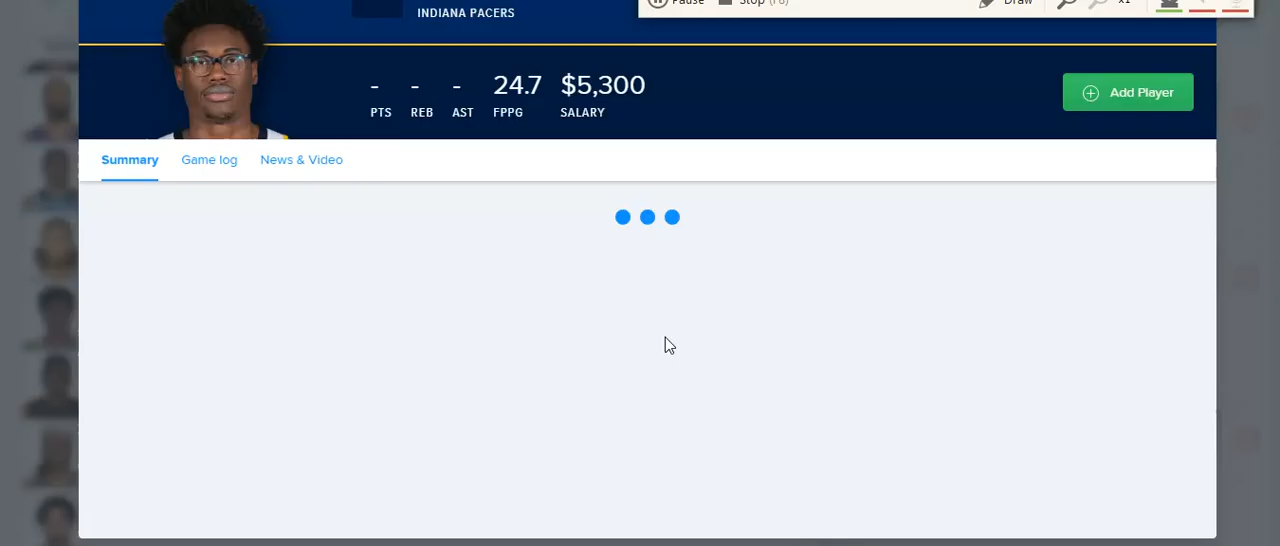 INDIANA PACERS
Pause Stop (F8) Draw x1
- - - 24.7 $5,300
PTS REB AST FPPG SALARY
Add Player
Summary Game log News & Video